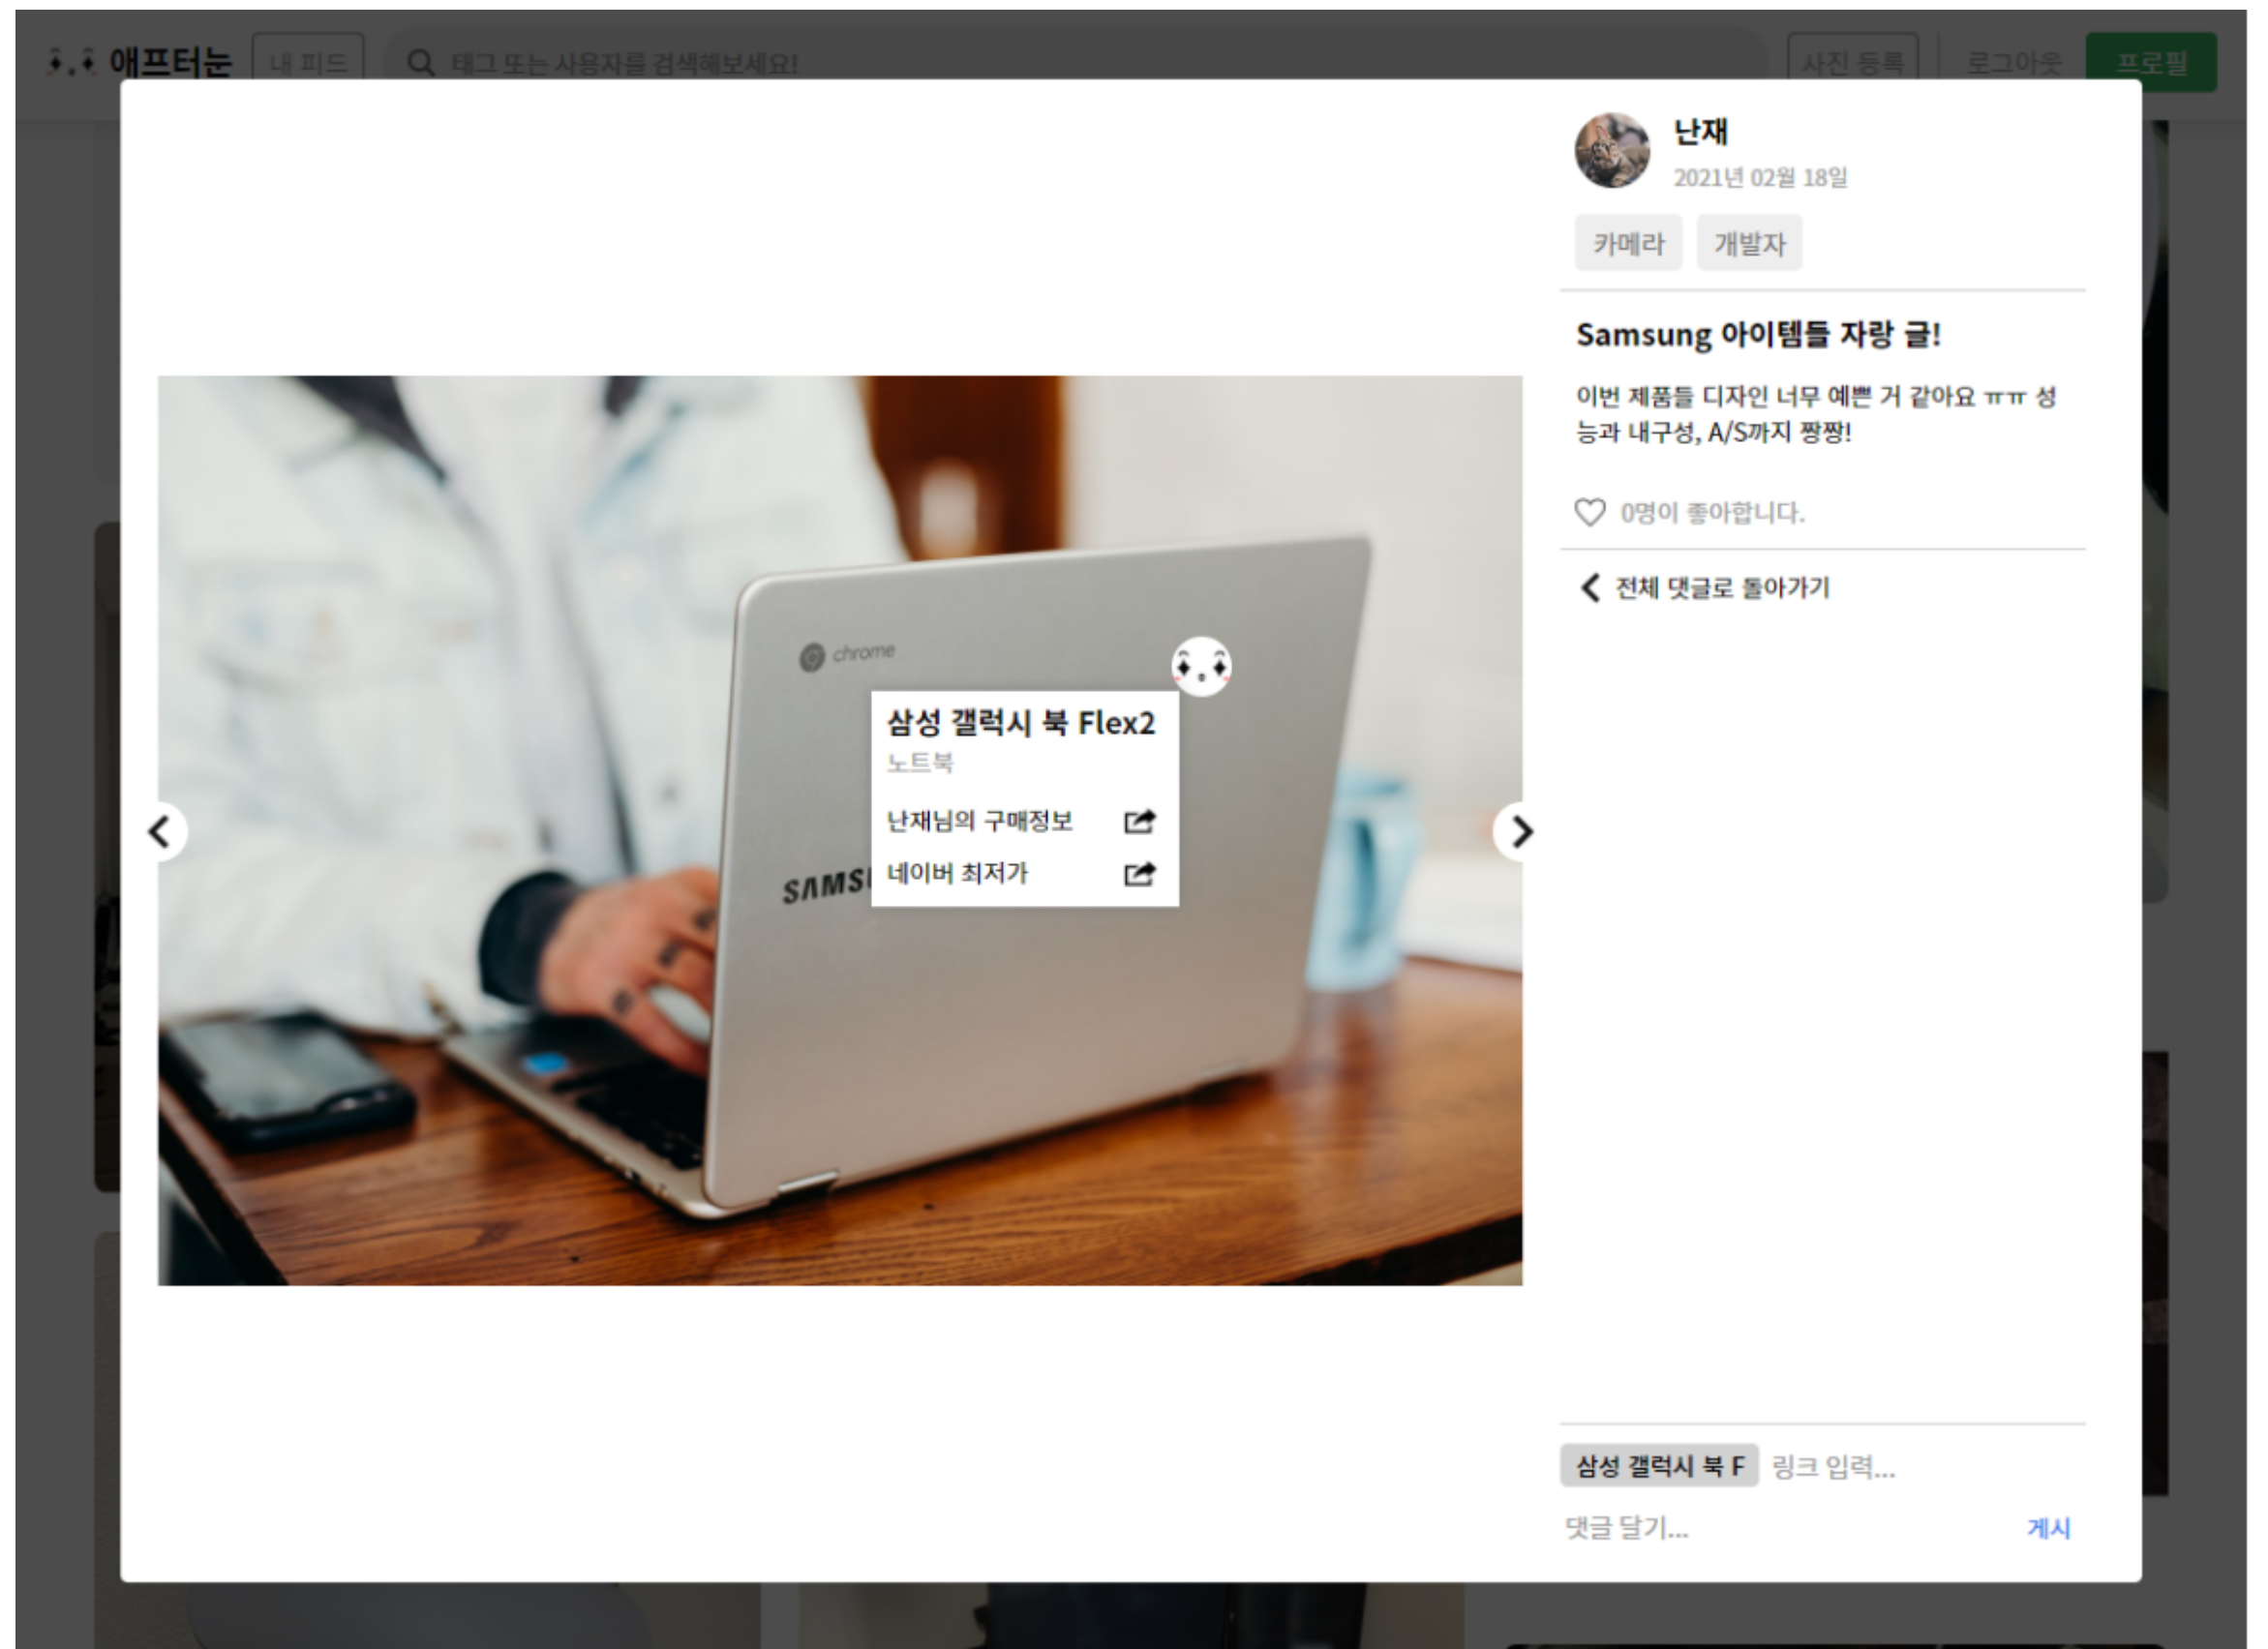 애프터눈
내 피드
태그 또는 사용자를 검색해보세요!
사진 등록
로그아웃
프로필
난재
2021년 02월 18일
카메라
개발자
Samsung 아이템들 자랑 글!
이번 제품들 디자인 너무 예쁜 거 같아요 ㅠㅠ 성
능과 내구성, A/S까지 짱짱!
0명이 좋아합니다.
전체 댓글로 돌아가기
chrome
삼성 갤럭시 북 Flex2
노트북
난재님의 구매정보
SAMSU
네이버 최저가
삼성 갤럭시 북 F
링크 입력...
댓글 달기...
게시